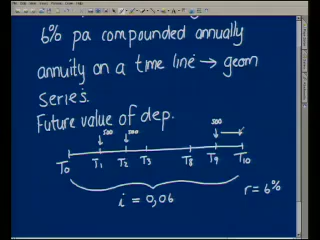 6% pa compounded annually
annuity on a time line → geom
series.
Future value of dep.
500 500 500
T0 T1 T2 T3 T8 T9 T10
i = 0,06
r = 6%